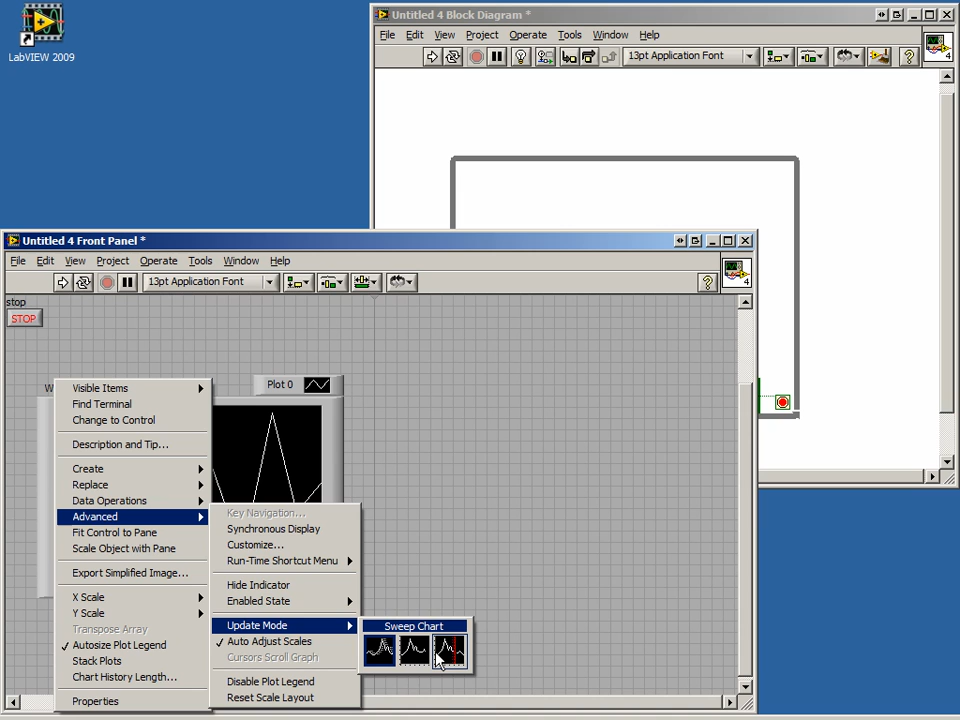 LabVIEW 2009
Untitled 4 Block Diagram *
File Edit View Project Operate Tools Window Help
13pt Application Font
4
Untitled 4 Front Panel *
File Edit View Project Operate Tools Window Help
13pt Application Font
4
stop
STOP
W
Plot 0
Visible Items
Find Terminal
Change to Control
Description and Tip...
Create
Replace
Data Operations
Advanced
Fit Control to Pane
Scale Object with Pane
Export Simplified Image...
X Scale
Y Scale
Transpose Array
Autosize Plot Legend
Stack Plots
Chart History Length...
Properties
Key Navigation...
Synchronous Display
Customize...
Run-Time Shortcut Menu
Hide Indicator
Enabled State
Update Mode
Auto Adjust Scales
Cursors Scroll Graph
Disable Plot Legend
Reset Scale Layout
Sweep Chart